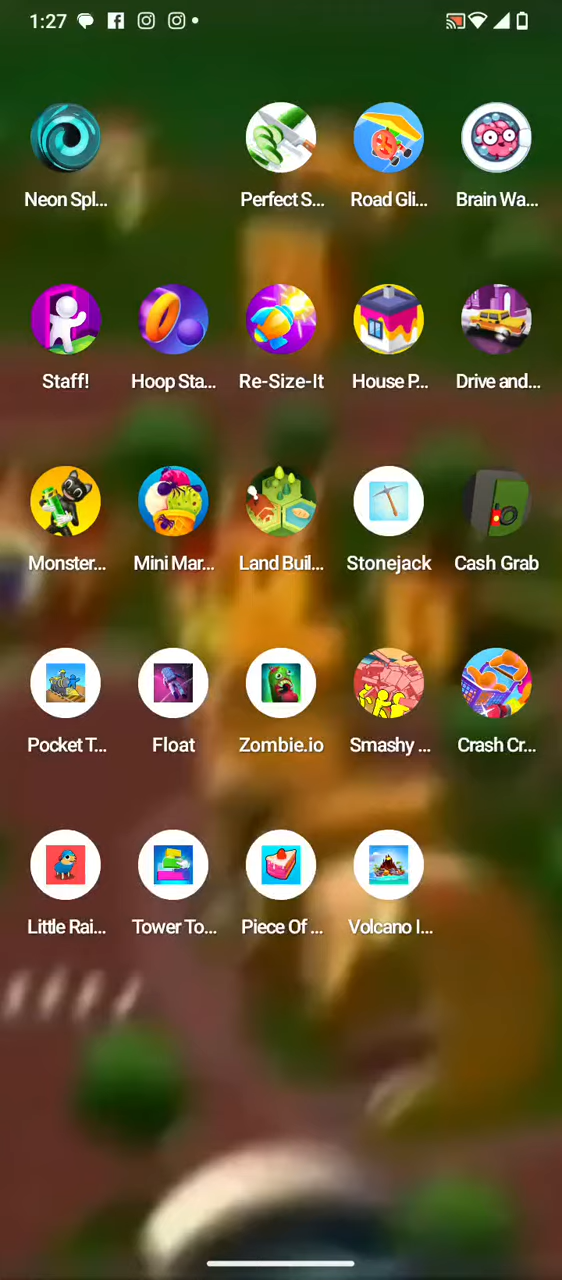 1:27
Neon Spl...
Perfect S...
Road Gli...
Brain Wa...
Staff!
Hoop Sta...
Re-Size-It
House P...
Drive and...
Monster...
Mini Mar...
Land Buil...
Stonejack
Cash Grab
Pocket T...
Float
Zombie.io
Smashy ...
Crash Cr...
Little Rai...
Tower To...
Piece Of ...
Volcano I...